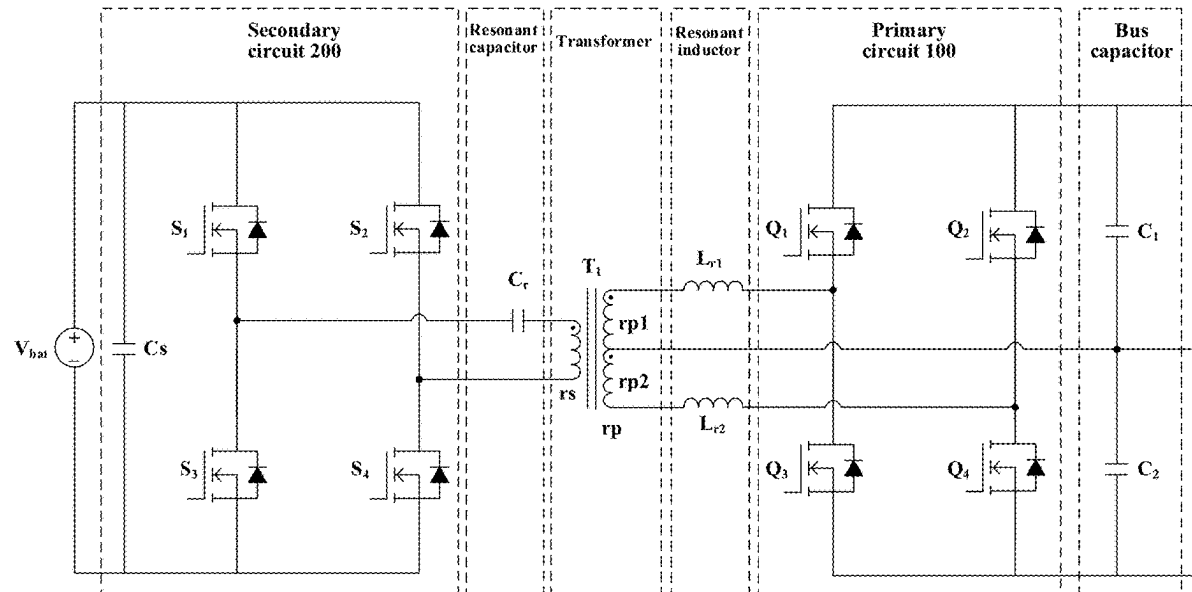 Secondary
circuit 200
Resonant
capacitor
Transformer
Resonant
inductor
Primary
circuit 100
Bus
capacitor
S₁
S₂
Q₁
Q₂
C₁
Cᵣ
T₁
Lᵣ₁
rp1
Vbat
+
−
Cs
rp2
rs
rp
Lᵣ₂
S₃
S₄
Q₃
Q₄
C₂